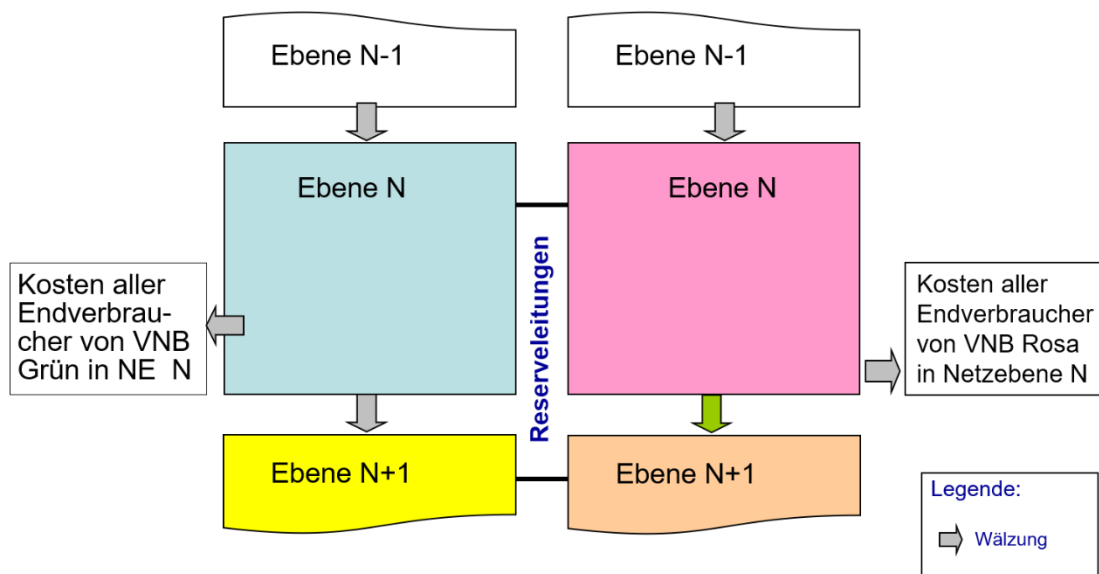 Ebene N-1
Ebene N-1
Ebene N
Ebene N
Reserveleitungen
Kosten aller
Endverbrau-
cher von VNB
Grün in NE N
Kosten aller
Endverbraucher
von VNB Rosa
in Netzebene N
Ebene N+1
Ebene N+1
Legende:
Wälzung